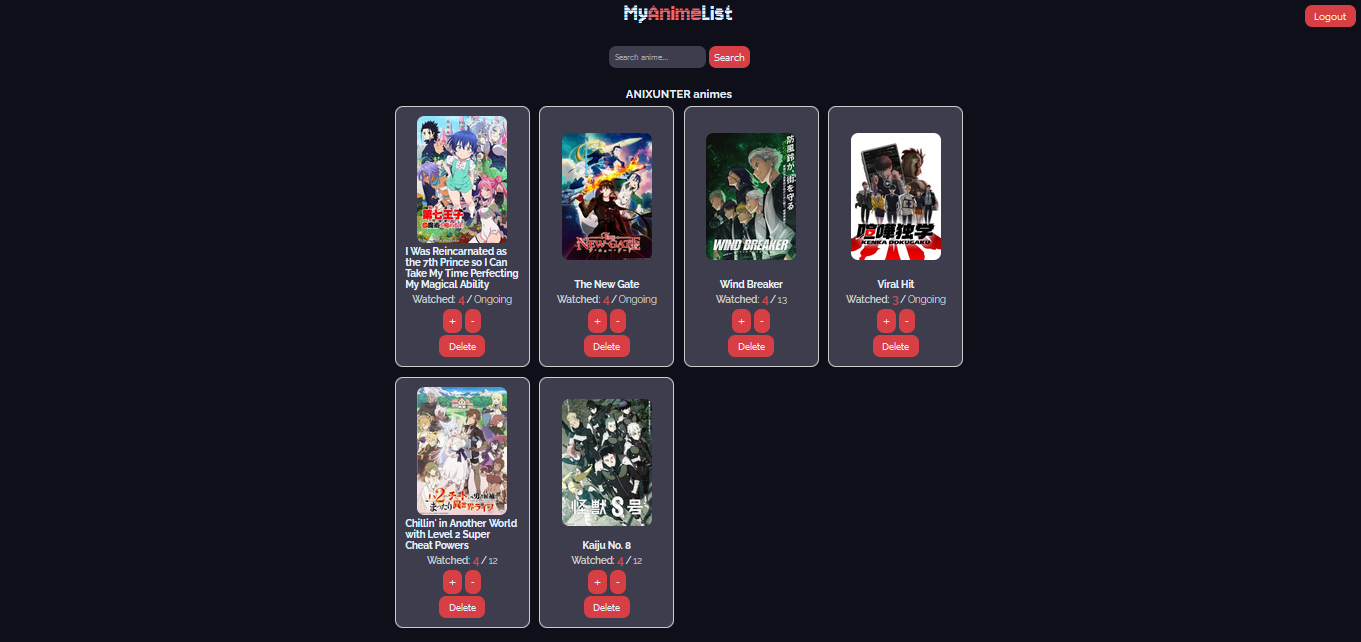 MyAnimeList
Logout
Search anime...
Search
ANIXUNTER animes
防風鈴が、街を守る
第七王子
THE NEW GATE
WIND BREAKER
喧嘩独学
KENKA DOKUGAKU
I Was Reincarnated as
the 7th Prince so I Can
Take My Time Perfecting
My Magical Ability
The New Gate
Wind Breaker
Viral Hit
Watched: 4 / Ongoing
Watched: 4 / Ongoing
Watched: 4 / 13
Watched: 3 / Ongoing
+ -
+ -
+ -
+ -
Delete
Delete
Delete
Delete
怪獣8号
Chillin' in Another World
with Level 2 Super
Cheat Powers
Kaiju No. 8
Watched: 4 / 12
Watched: 4 / 12
+ -
+ -
Delete
Delete